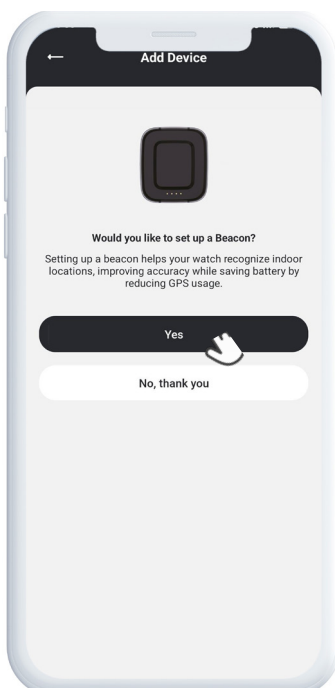 Add Device
Would you like to set up a Beacon?
Setting up a beacon helps your watch recognize indoor
locations, improving accuracy while saving battery by
reducing GPS usage.
Yes
No, thank you